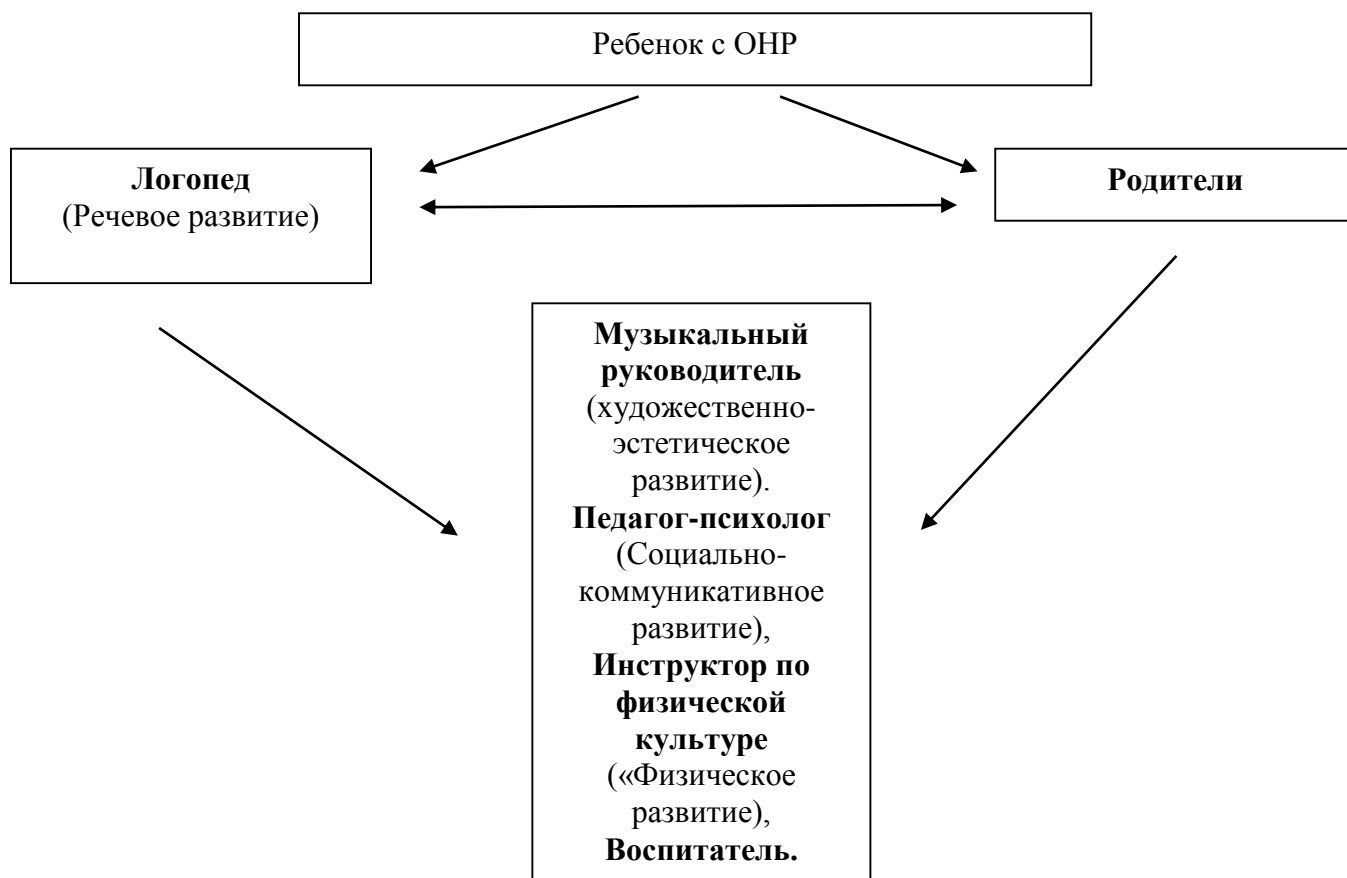 Ребенок с ОНР
Логопед
(Речевое развитие)
Родители
Музыкальный
руководитель
(художественно-
эстетическое
развитие).
Педагог-психолог
(Социально-
коммуникативное
развитие),
Инструктор по
физической
культуре
(«Физическое
развитие),
Воспитатель.